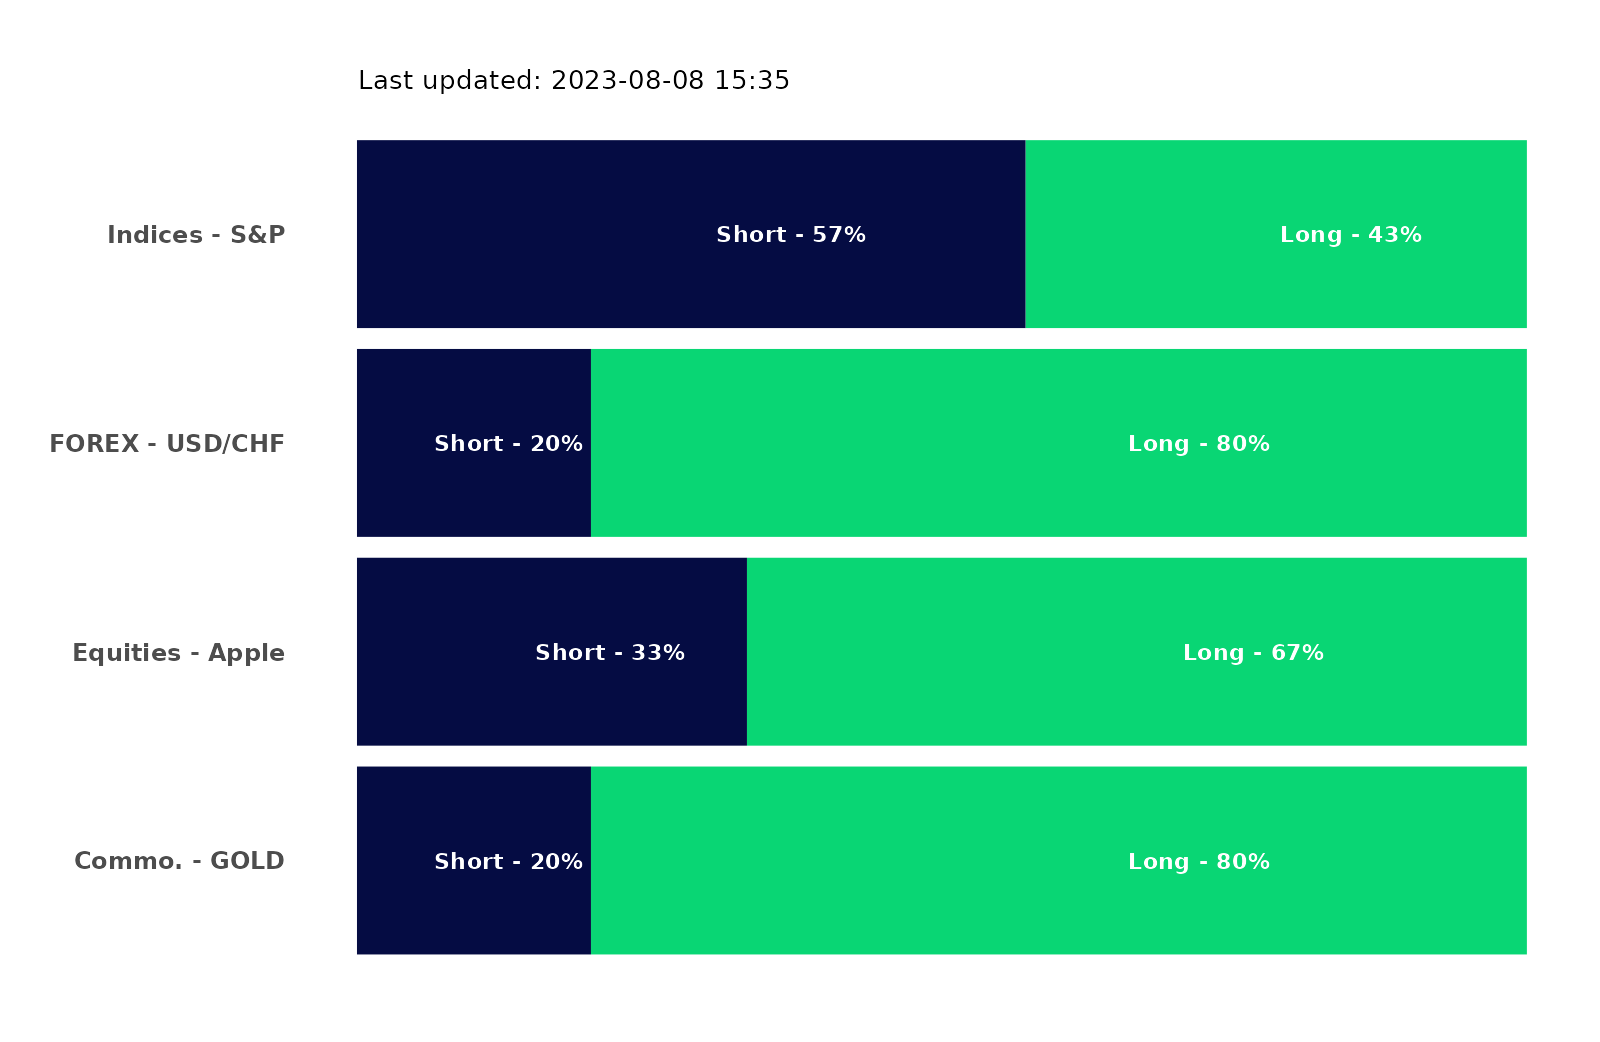 Last updated: 2023-08-08 15:35
Indices - S&P
Short - 57%
Long - 43%
FOREX - USD/CHF
Short - 20%
Long - 80%
Equities - Apple
Short - 33%
Long - 67%
Commo. - GOLD
Short - 20%
Long - 80%